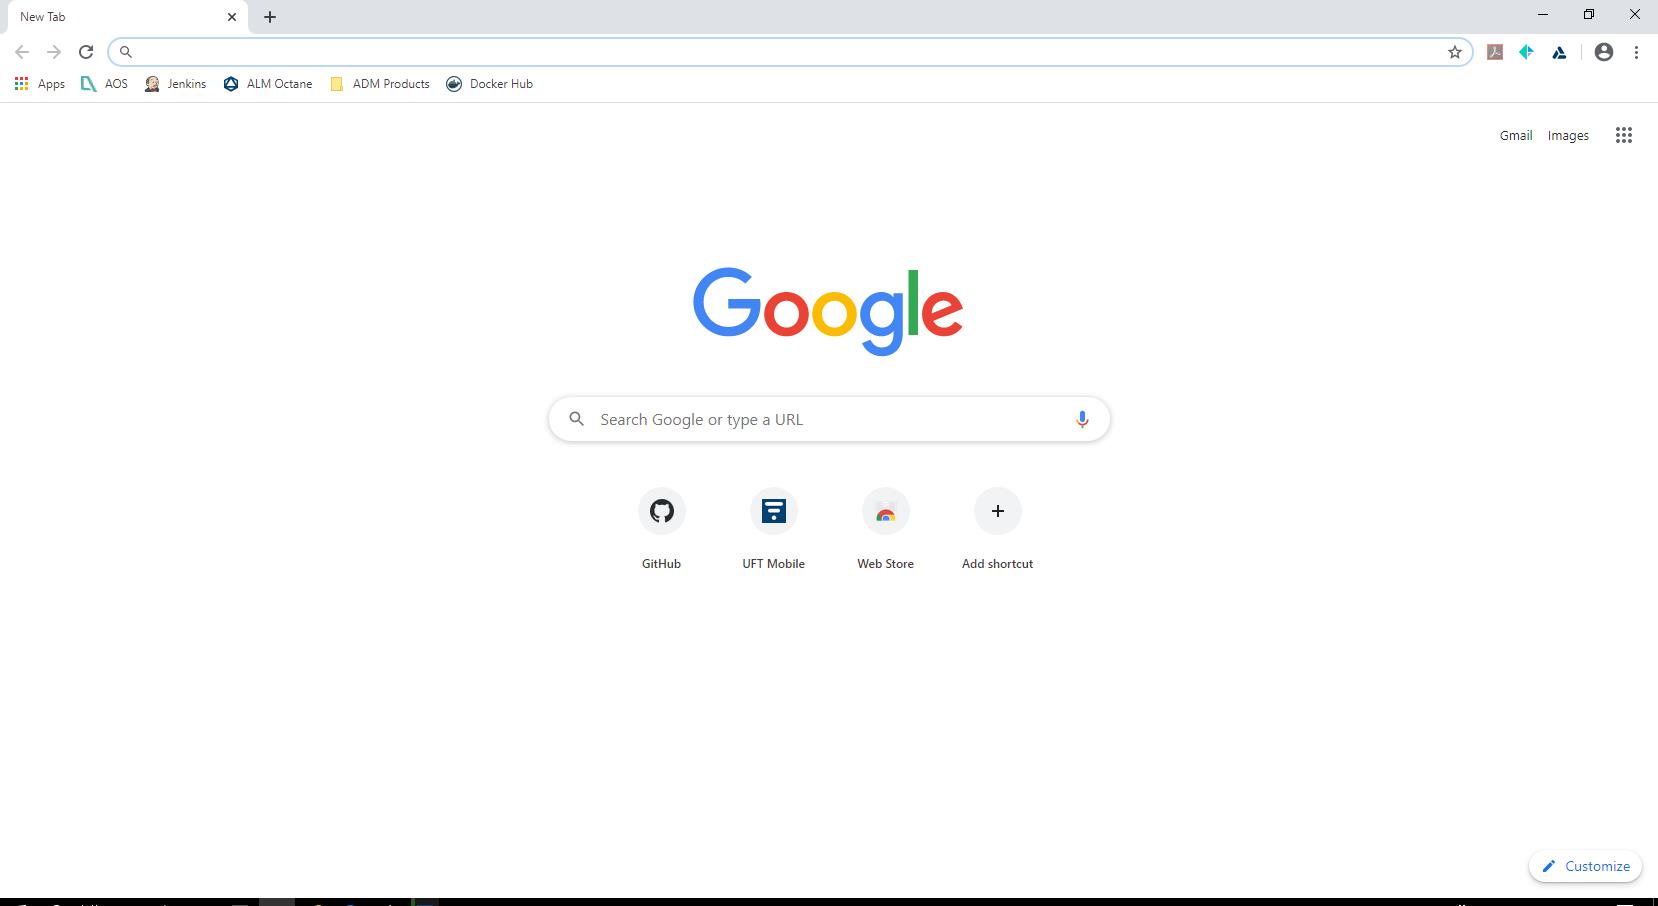 New Tab
Apps AOS Jenkins ALM Octane ADM Products Docker Hub
Gmail Images
Google
Search Google or type a URL
GitHub UFT Mobile Web Store Add shortcut
Customize